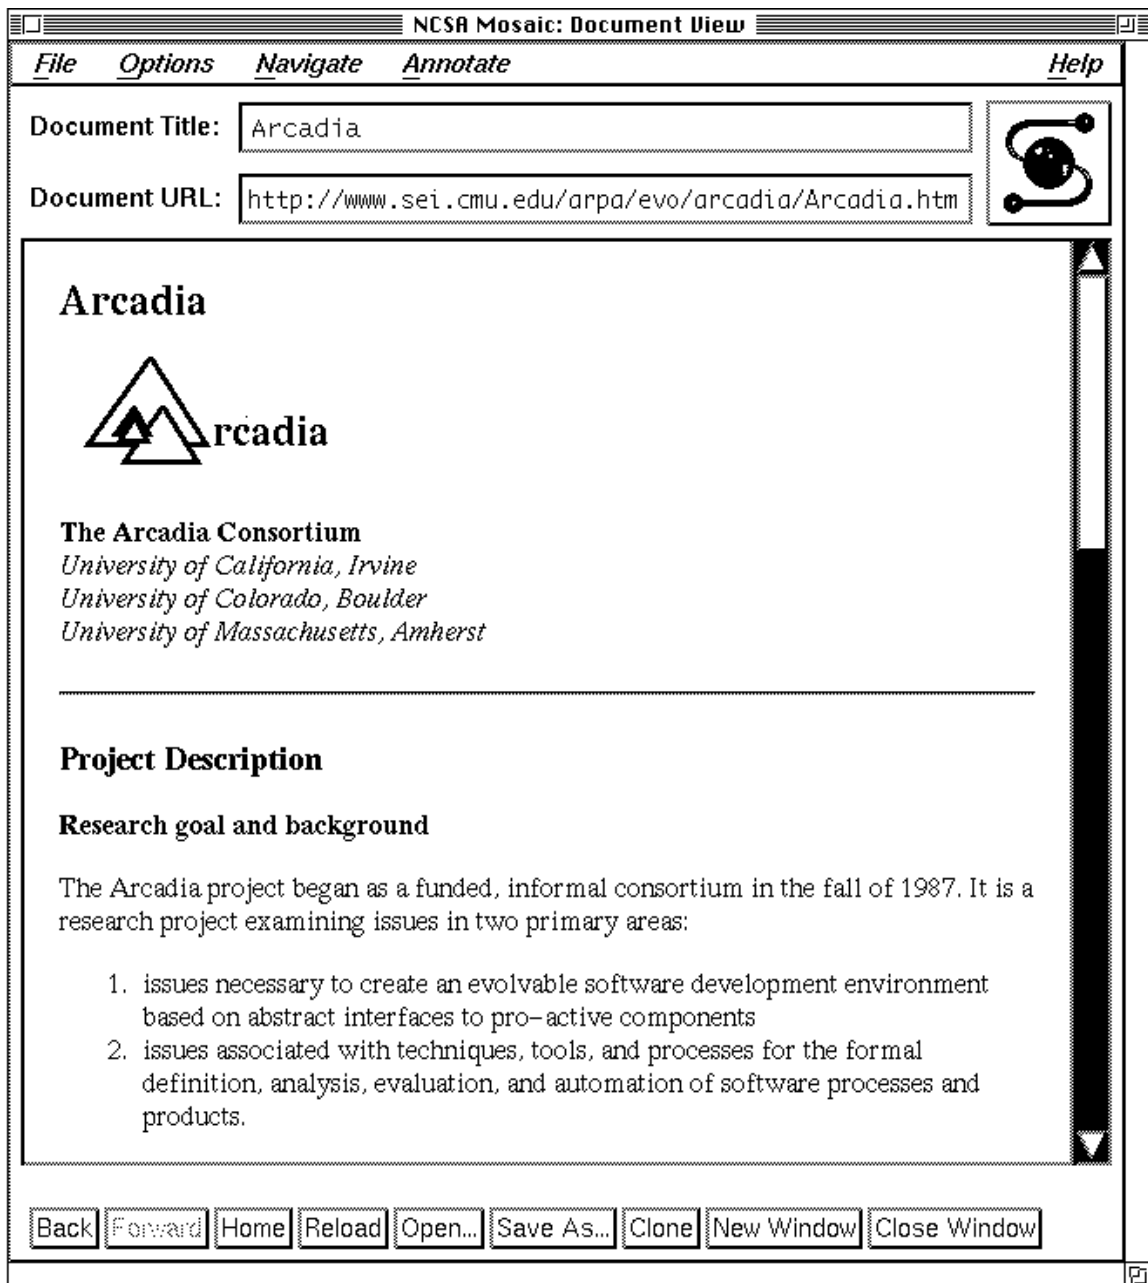 NCSA Mosaic: Document View
File Options Navigate Annotate Help
Document Title: Arcadia
Document URL: http://www.sei.cmu.edu/arpa/evo/arcadia/Arcadia.htm
Arcadia
rcadia
The Arcadia Consortium
University of California, Irvine
University of Colorado, Boulder
University of Massachusetts, Amherst
Project Description
Research goal and background
The Arcadia project began as a funded, informal consortium in the fall of 1987. It is a
research project examining issues in two primary areas:
1. issues necessary to create an evolvable software development environment
based on abstract interfaces to pro-active components
2. issues associated with techniques, tools, and processes for the formal
definition, analysis, evaluation, and automation of software processes and
products.
Back Forward Home Reload Open... Save As... Clone New Window Close Window